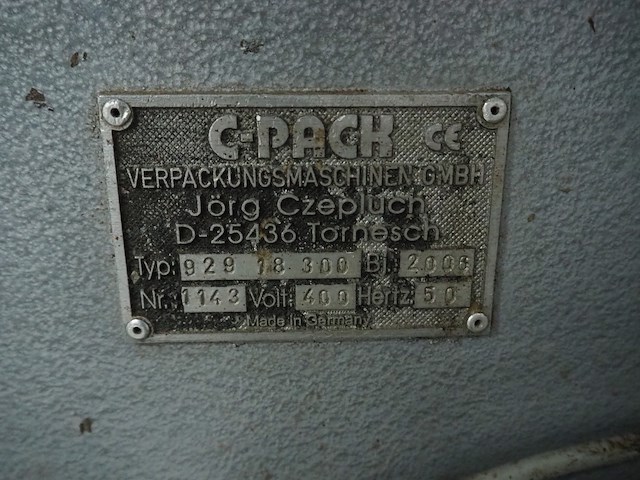 C-PACK CE
VERPACKUNGSMASCHINEN GMBH
Jörg Czepluch
D-25436 Tornesch
Typ: 929 18 300 Bj.: 2006
Nr.: 1143 Volt: 400 Hertz: 50
Made in Germany